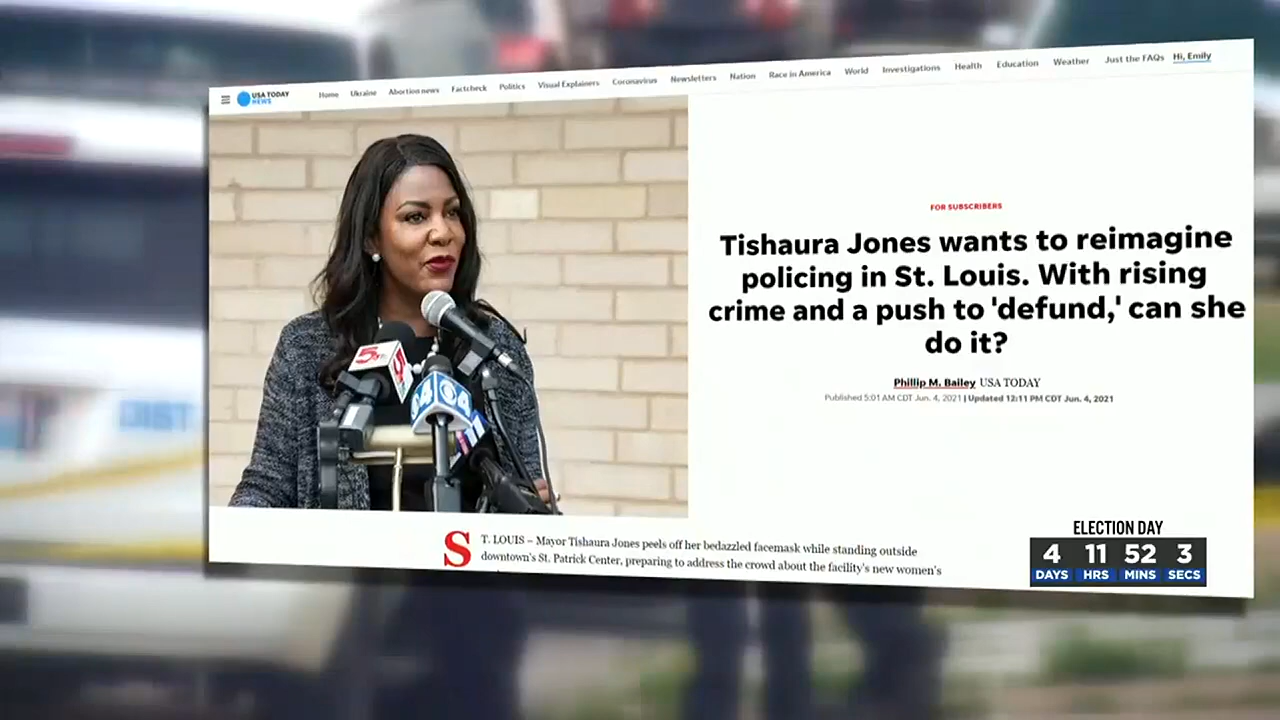 USA TODAY
NEWS
Home Ukraine Abortion news Factcheck Politics Visual Explainers Coronavirus Newsletters Nation Race in America World Investigations Health Education Weather Just the FAQs Hi, Emily
FOR SUBSCRIBERS
Tishaura Jones wants to reimagine
policing in St. Louis. With rising
crime and a push to 'defund,' can she
do it?
Phillip M. Bailey USA TODAY
Published 5:01 AM CDT Jun. 4, 2021 | Updated 12:11 PM CDT Jun. 4, 2021
5
4
4
11
ST. LOUIS – Mayor Tishaura Jones peels off her bedazzled facemask while standing outside
downtown's St. Patrick Center, preparing to address the crowd about the facility's new women's
ELECTION DAY
4 11 52 3
DAYS HRS MINS SECS